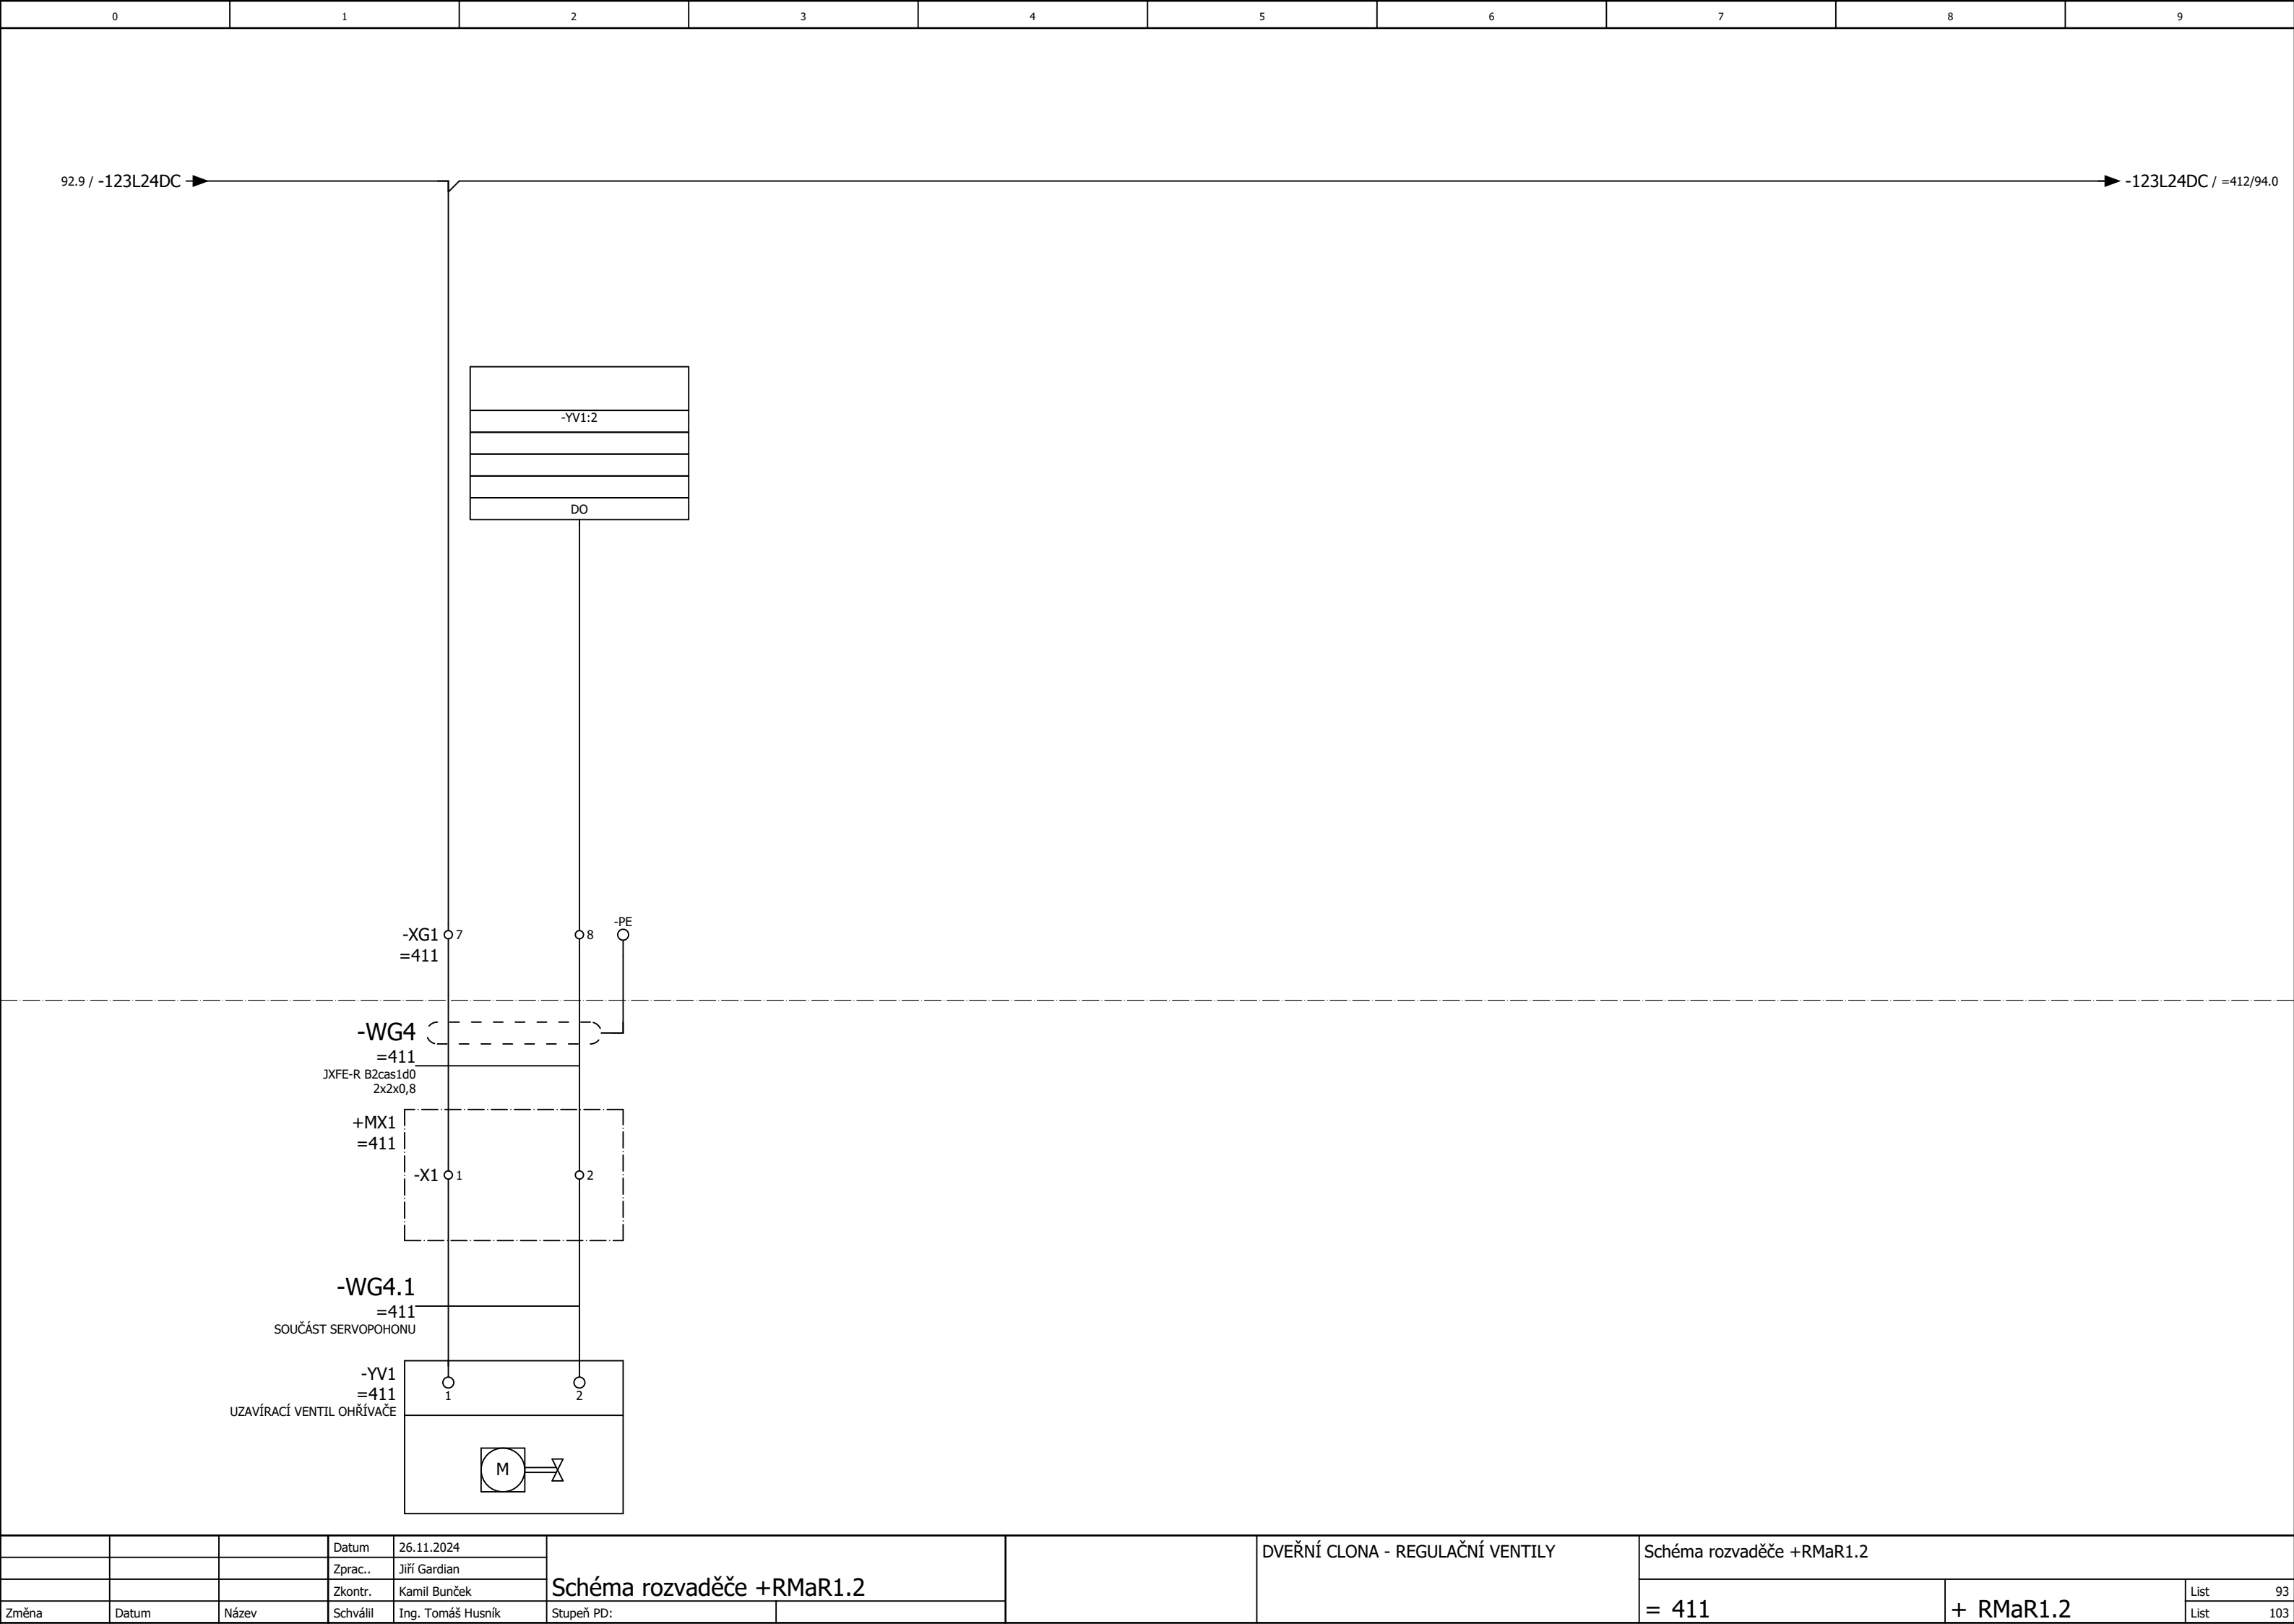 0 1 2 3 4 5 6 7 8 9
92.9 / -123L24DC
-123L24DC / =412/94.0
-YV1:2
DO
-PE
-XG1 7 8
=411
-WG4
=411
JXFE-R B2cas1d0
2x2x0,8
+MX1
=411
-X1 1 2
-WG4.1
=411
SOUČÁST SERVOPOHONU
-YV1
=411
UZAVÍRACÍ VENTIL OHŘÍVAČE
1 2
M
Datum 26.11.2024
Zprac.. Jiří Gardian
Zkontr. Kamil Bunček
Změna Datum Název Schválil Ing. Tomáš Husník
Schéma rozvaděče +RMaR1.2
Stupeň PD:
DVEŘNÍ CLONA - REGULAČNÍ VENTILY
Schéma rozvaděče +RMaR1.2
= 411
+ RMaR1.2
List 93
List 103